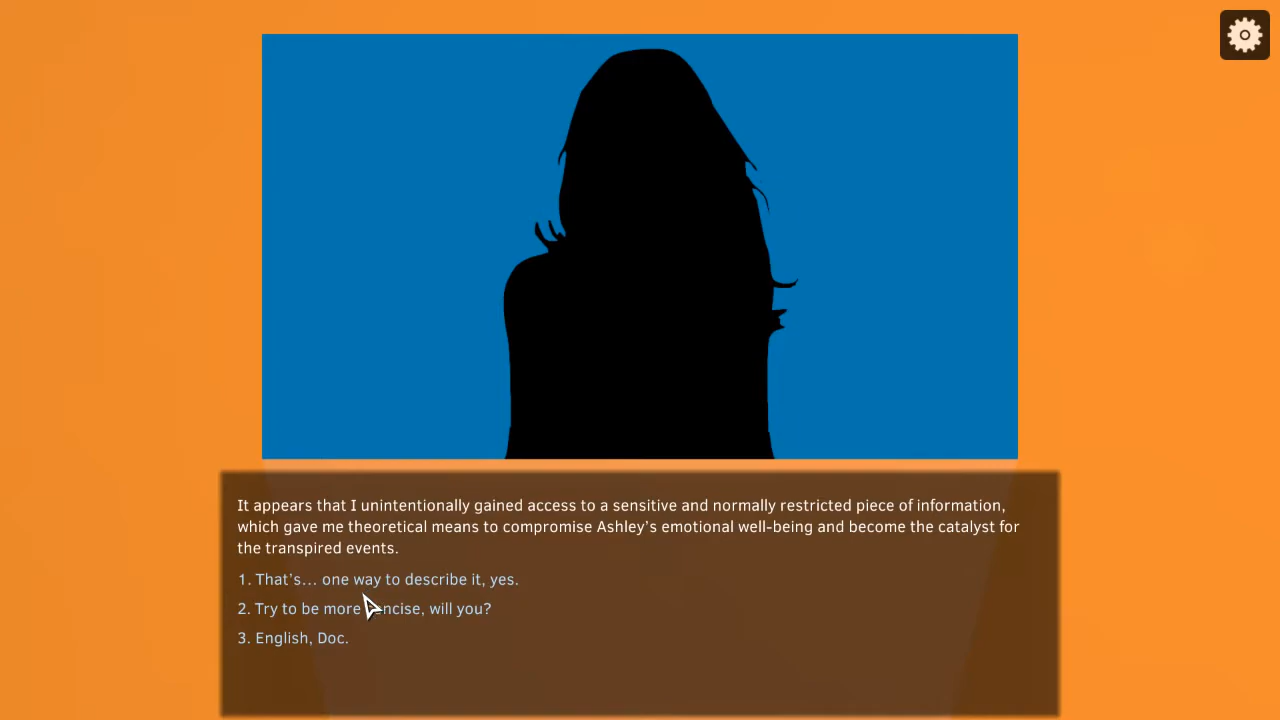 It appears that I unintentionally gained access to a sensitive and normally restricted piece of information,
which gave me theoretical means to compromise Ashley's emotional well-being and become the catalyst for
the transpired events.
1. That's... one way to describe it, yes.
2. Try to be more concise, will you?
3. English, Doc.